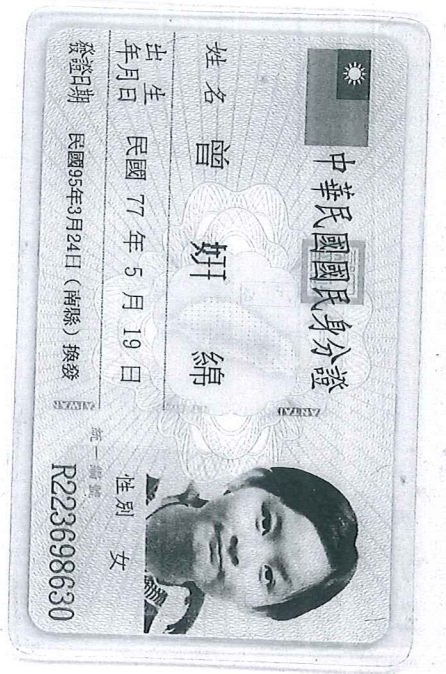 中華民國國民身分證
姓名 曾妍綿
出生年月日 民國 77 年 5 月 19 日
性別 女
發證日期 民國95年3月24日（南縣）換發
統一編號
R223698630